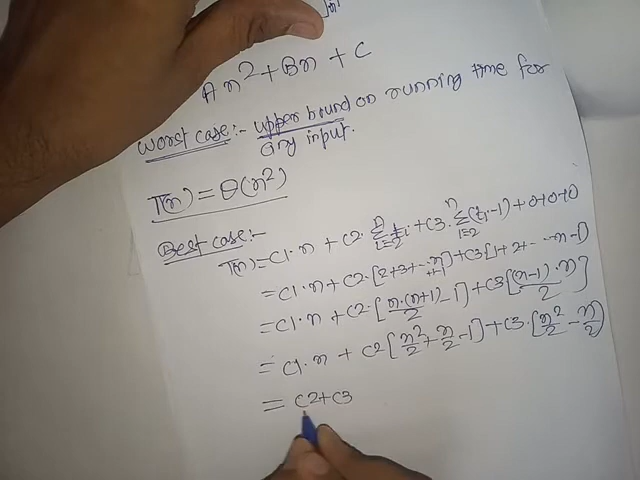 An² + Bn + C
Worst case:- upper bound on running time for
any input.
T(n) = θ(n²)
Best case:-
T(n) = C1·n + C2· Σⁿᵢ₌₂ tᵢ + C3· Σⁿᵢ₌₂ (tᵢ-1) + 0+0+0
= C1·n + C2·[2+3+--n] + C3[1+2+---n-1]
= C1·n + C2·[n·(n+1)/2 -1] + C3[(n-1)·n/2]
= C1·n + C2[n²/2 + n/2 -1] + C3·[n²/2 - n/2]
= C2+C3